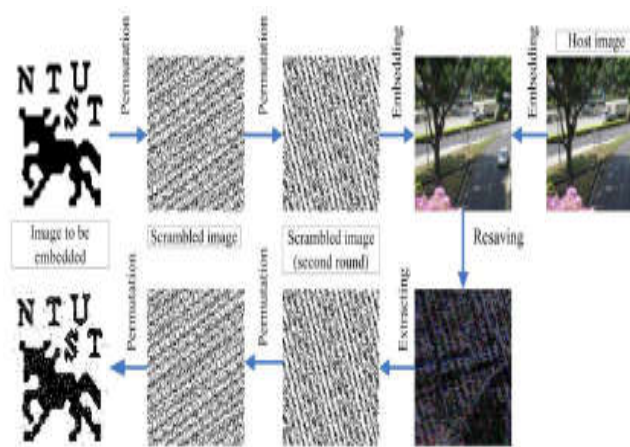 Host image
Permutation
Permutation
Embedding
Embedding
N T U
S T
Image to be
embedded
Scrambled image
Scrambled image
(second round)
Resaving
Permutation
Permutation
Extracting
N T U
S T